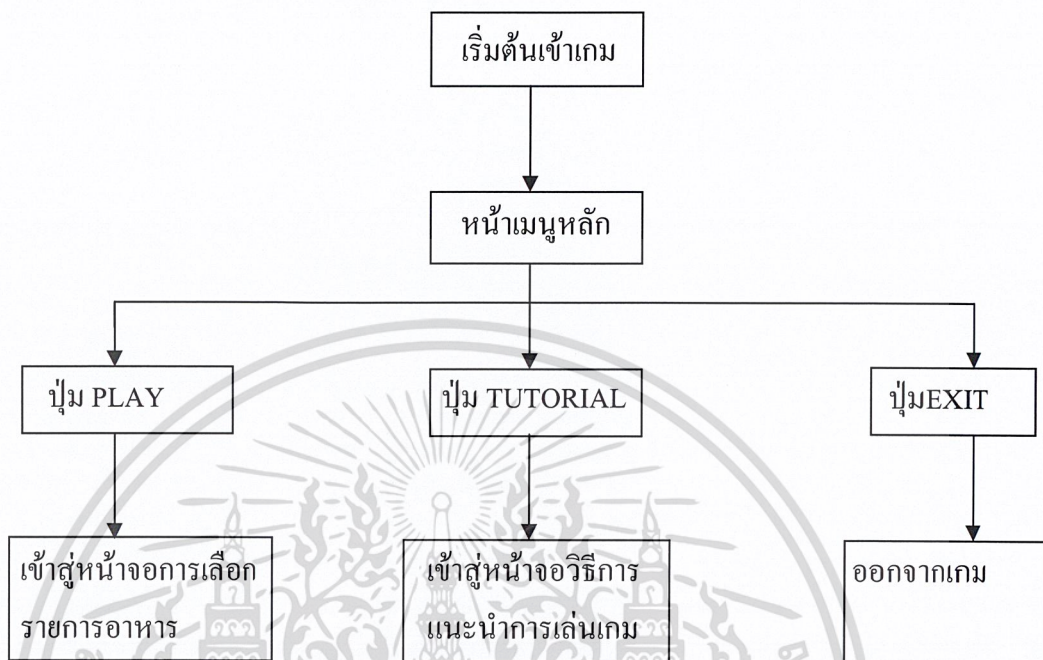 เริ่มต้นเข้าเกม
หน้าเมนูหลัก
ปุ่ม PLAY
ปุ่ม TUTORIAL
ปุ่มEXIT
เข้าสู่หน้าจอการเลือก
รายการอาหาร
เข้าสู่หน้าจอวิธีการ
แนะนำการเล่นเกม
ออกจากเกม